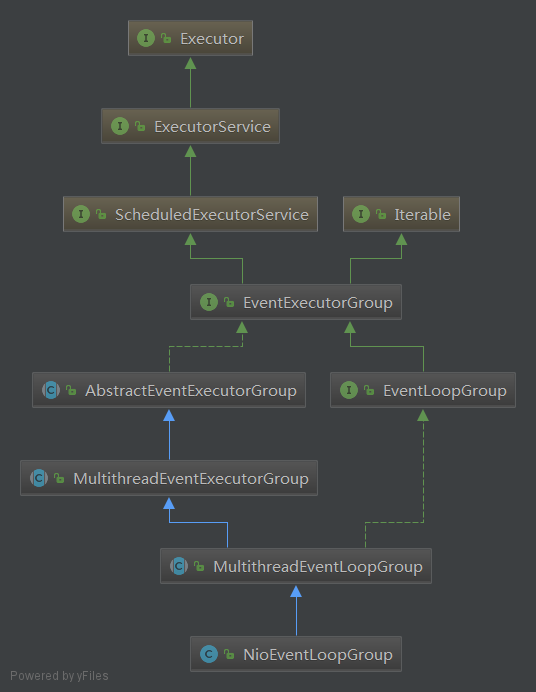 I Executor
I ExecutorService
I ScheduledExecutorService
I Iterable
I EventExecutorGroup
C AbstractEventExecutorGroup
I EventLoopGroup
C MultithreadEventExecutorGroup
C MultithreadEventLoopGroup
C NioEventLoopGroup
Powered by yFiles